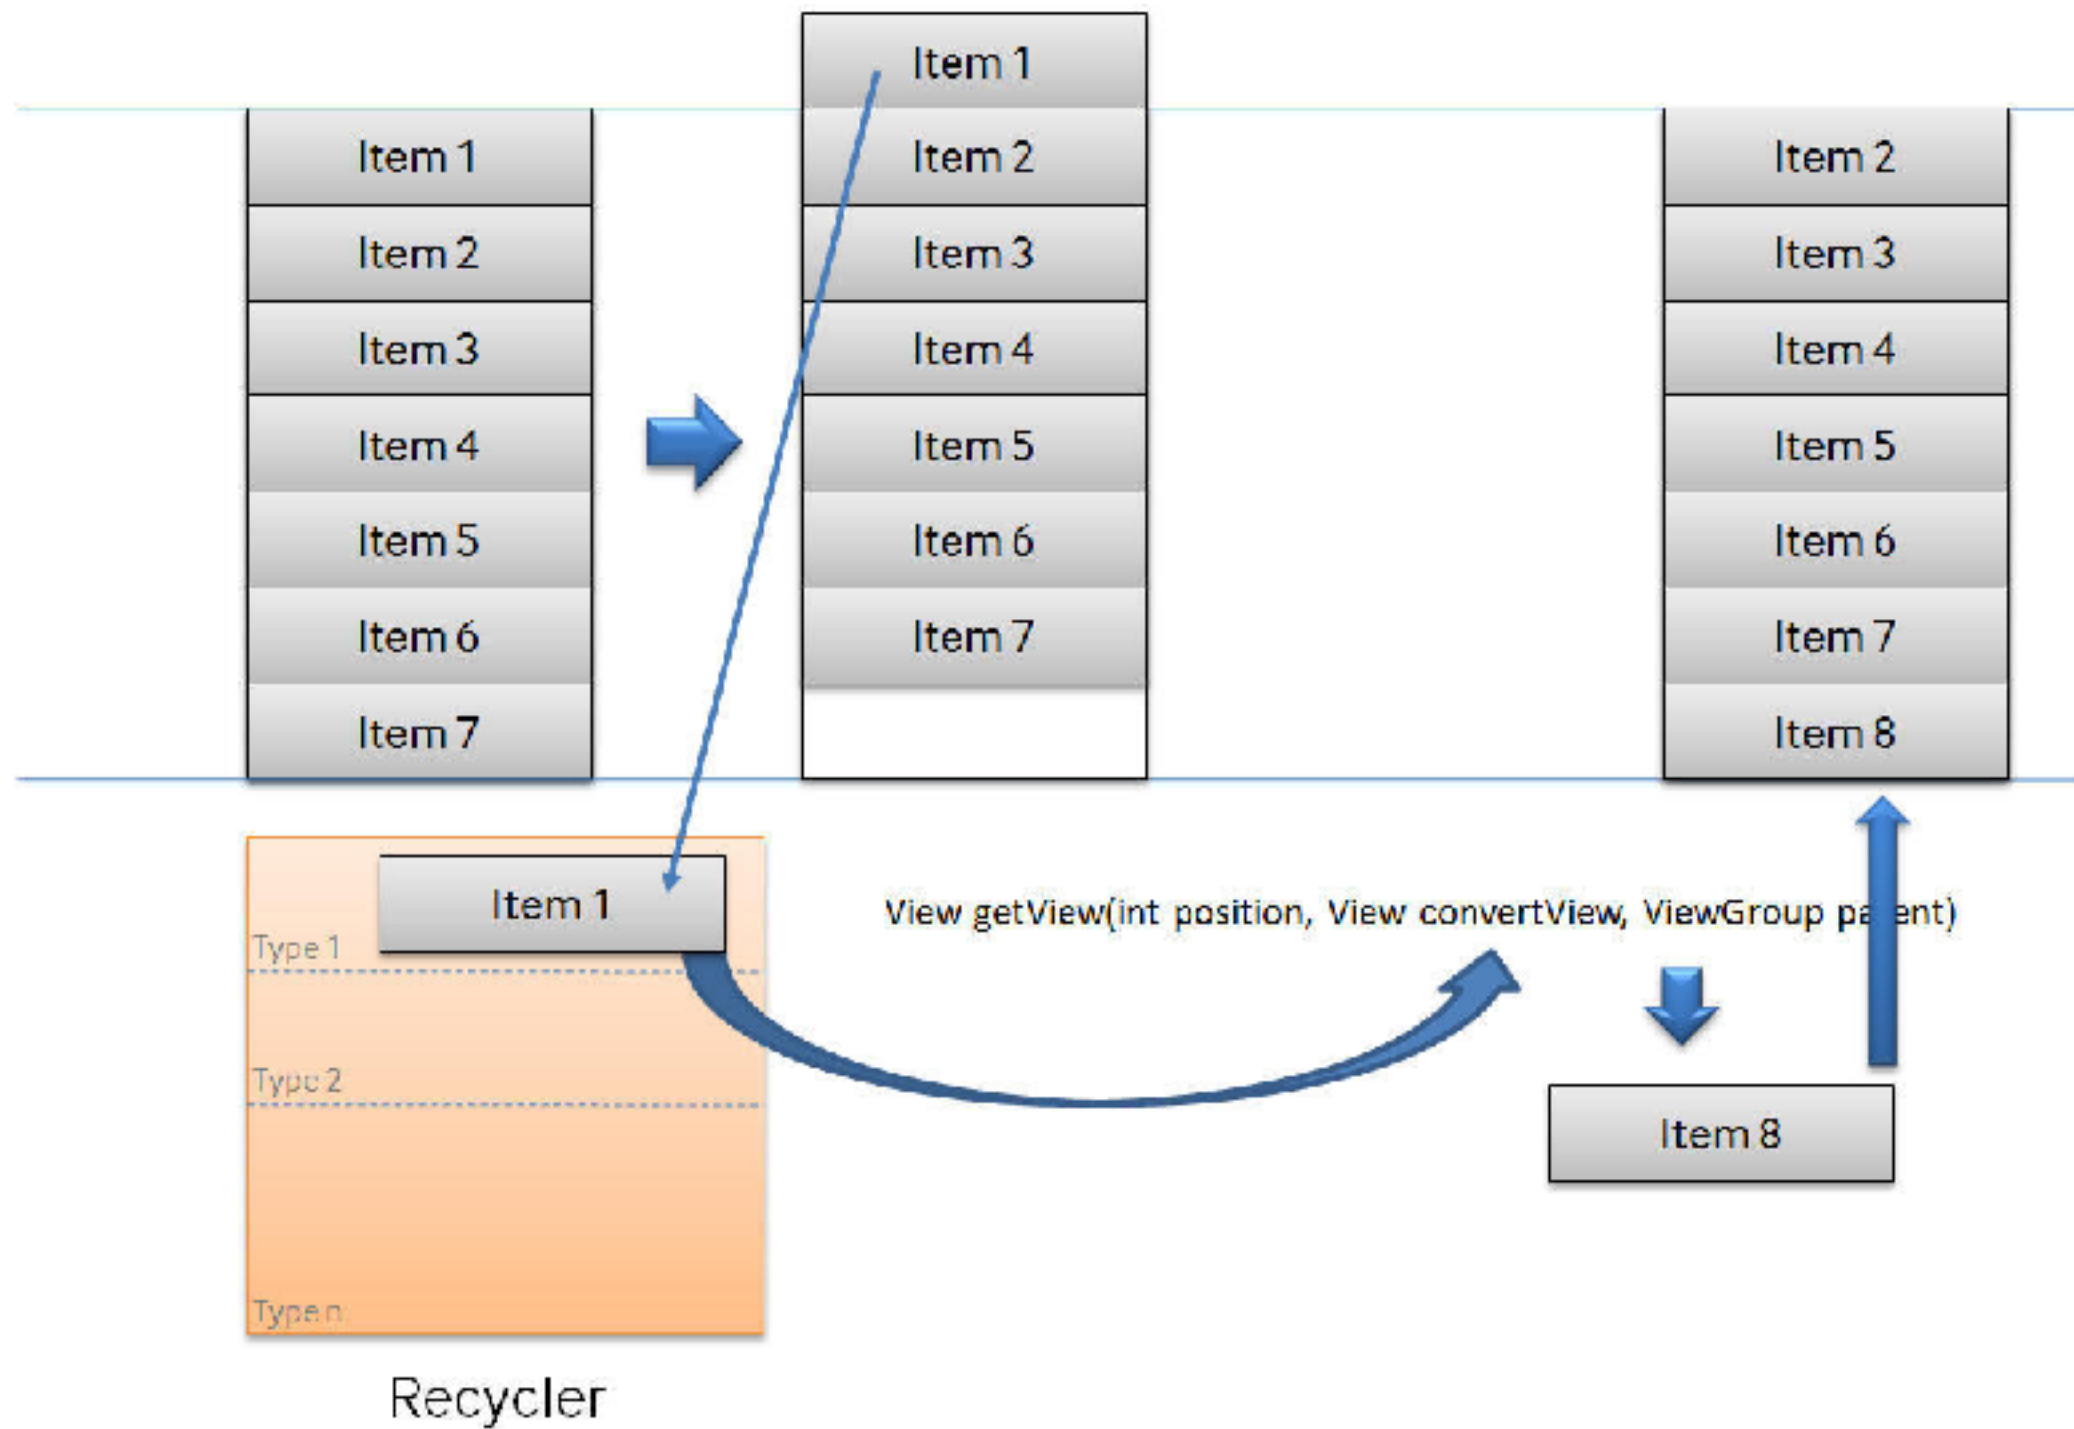 Item 1
Item 2
Item 3
Item 4
Item 5
Item 6
Item 7
Item 1
Item 2
Item 3
Item 4
Item 5
Item 6
Item 7
Item 2
Item 3
Item 4
Item 5
Item 6
Item 7
Item 8
Item 1
Type 1
Type 2
Type n
Recycler
View getView(int position, View convertView, ViewGroup parent)
Item 8